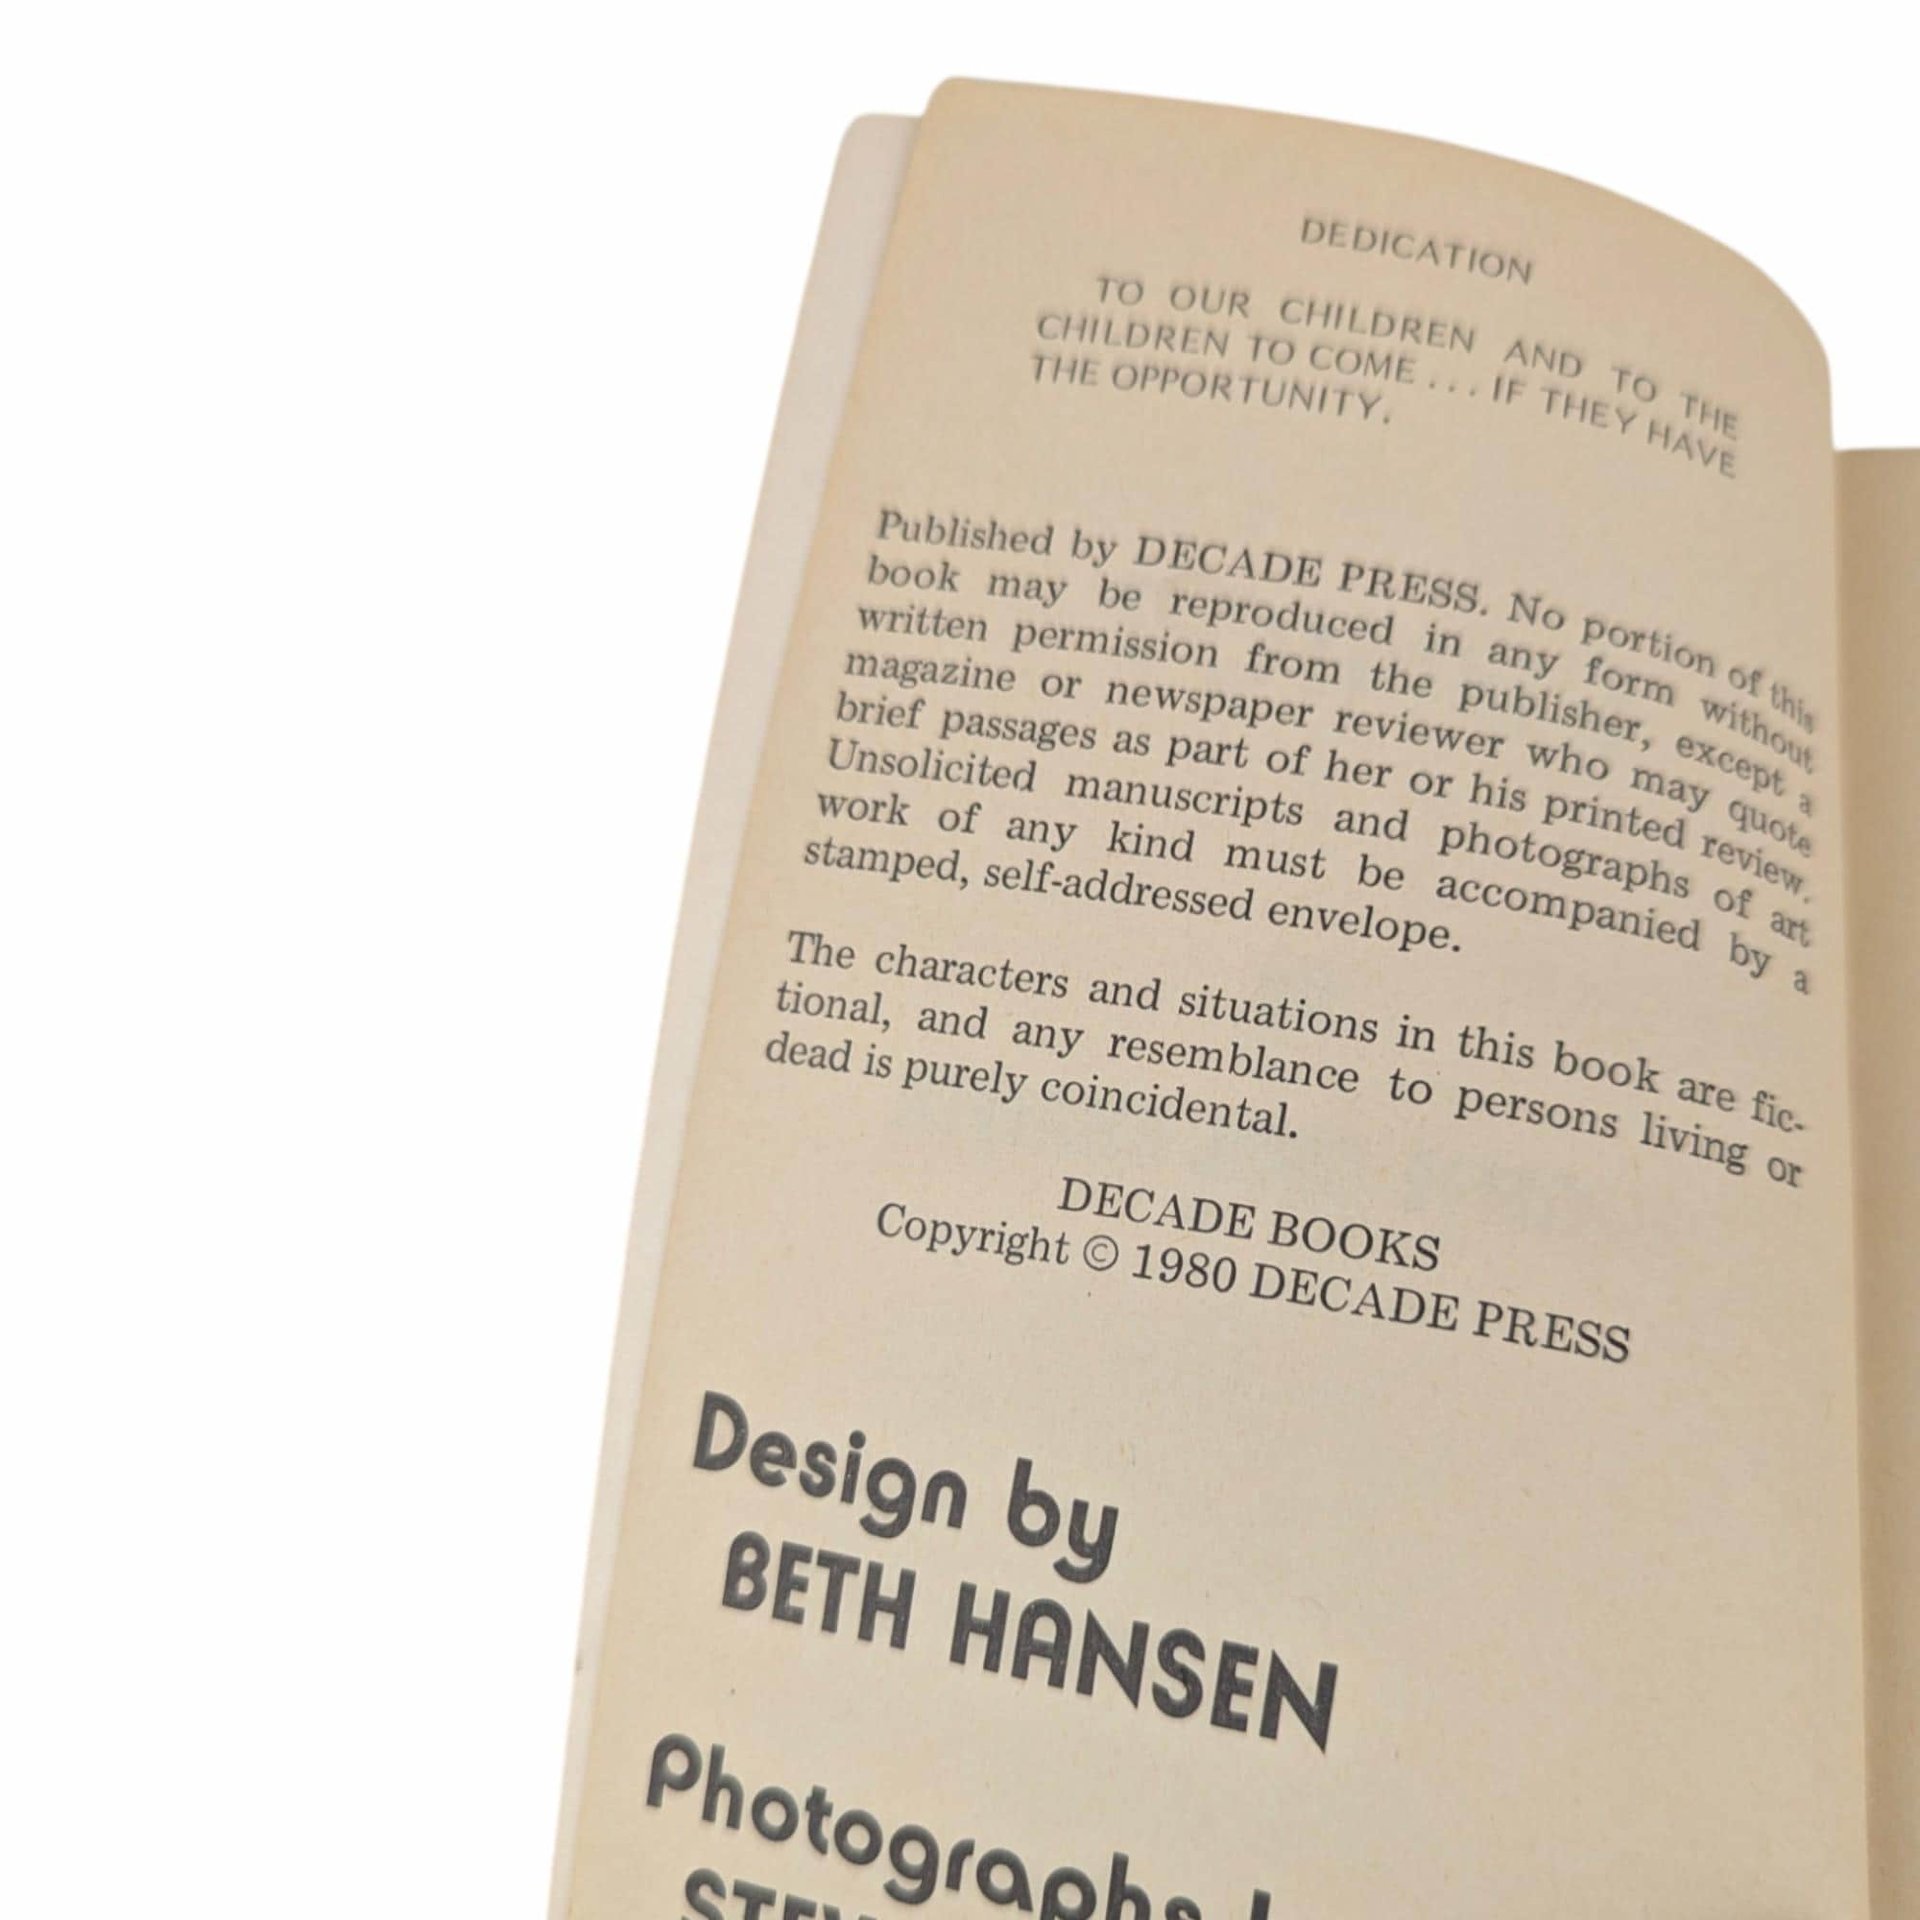 DEDICATION
TO OUR CHILDREN AND TO THE
CHILDREN TO COME . . . IF THEY HAVE
THE OPPORTUNITY.
Published by DECADE PRESS. No portion of this
book may be reproduced in any form without
written permission from the publisher, except a
magazine or newspaper reviewer who may quote
brief passages as part of her or his printed review.
Unsolicited manuscripts and photographs of art
work of any kind must be accompanied by a
stamped, self-addressed envelope.
The characters and situations in this book are fic-
tional, and any resemblance to persons living or
dead is purely coincidental.
DECADE BOOKS
Copyright © 1980 DECADE PRESS
Design by
BETH HANSEN
Photographs